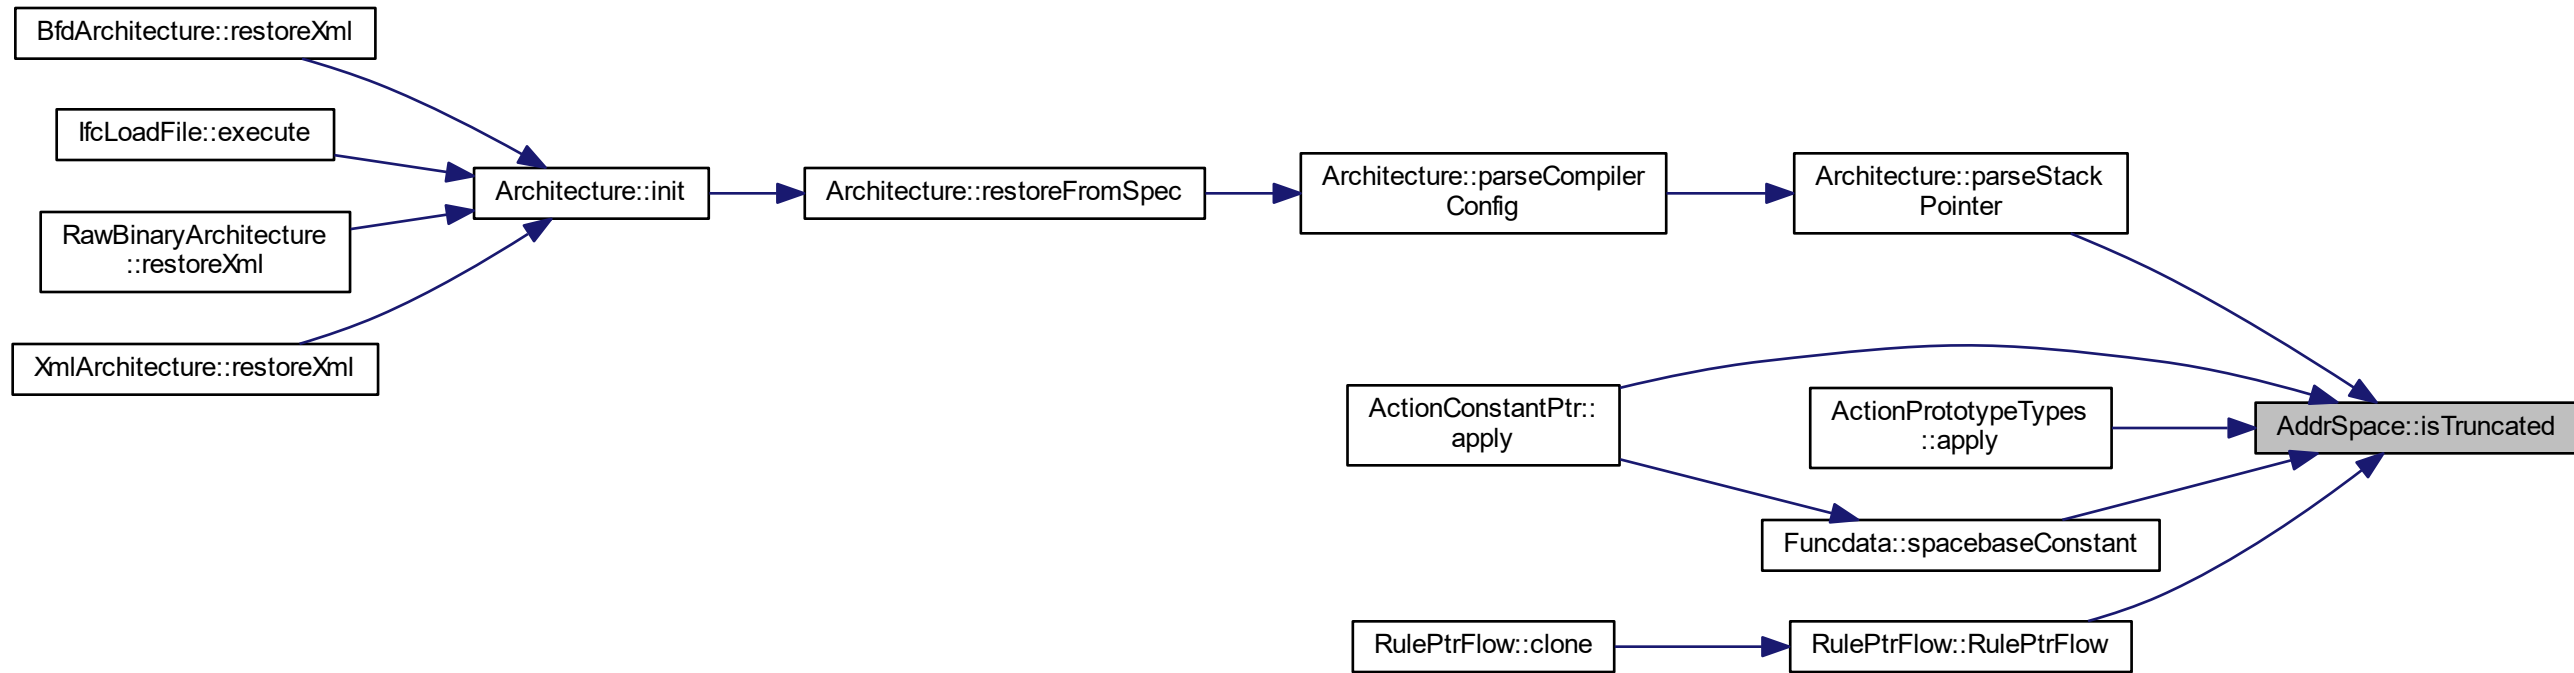 BfdArchitecture::restoreXml
IfcLoadFile::execute
RawBinaryArchitecture
::restoreXml
XmlArchitecture::restoreXml
Architecture::init
Architecture::restoreFromSpec
Architecture::parseCompiler
Config
Architecture::parseStack
Pointer
ActionConstantPtr::
apply
ActionPrototypeTypes
::apply
AddrSpace::isTruncated
Funcdata::spacebaseConstant
RulePtrFlow::clone
RulePtrFlow::RulePtrFlow